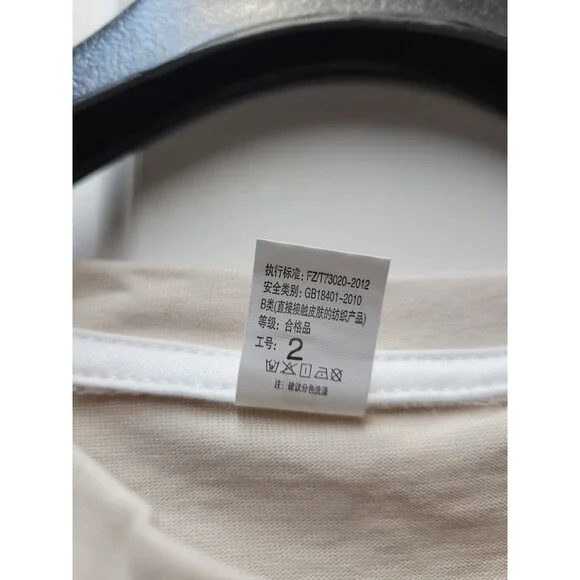 执行标准: FZ/T73020-2012
安全类别: GB18401-2010
B类(直接接触皮肤的纺织产品)
等级: 合格品
工号: 2
注: 建议分色洗涤